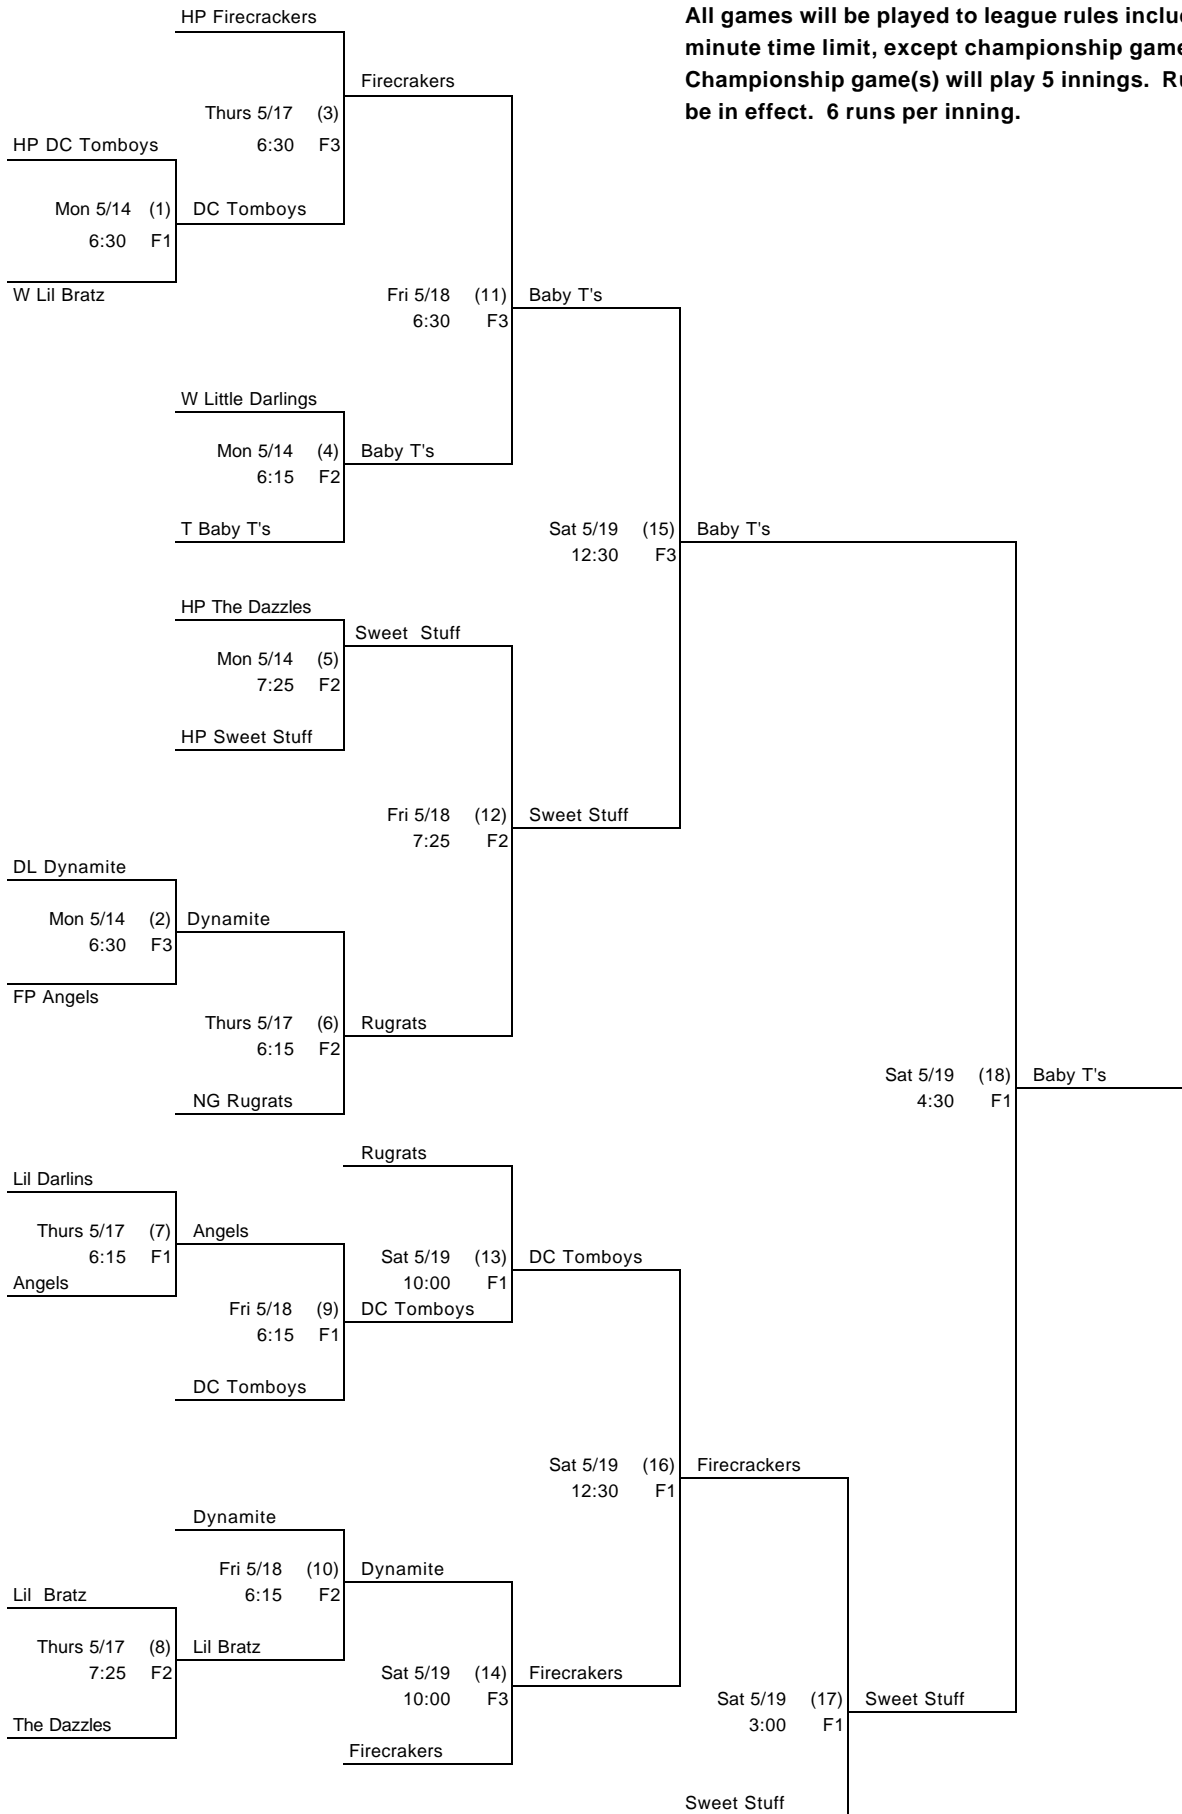 HP Firecrackers
All games will be played to league rules inclu
minute time limit, except championship game
Championship game(s) will play 5 innings. R
be in effect. 6 runs per inning.
Firecrakers
Thurs 5/17 (3)
6:30 F3
HP DC Tomboys
Mon 5/14 (1) DC Tomboys
6:30 F1
W Lil Bratz
Fri 5/18 (11) Baby T's
6:30 F3
W Little Darlings
Mon 5/14 (4) Baby T's
6:15 F2
T Baby T's
Sat 5/19 (15) Baby T's
12:30 F3
HP The Dazzles
Sweet Stuff
Mon 5/14 (5)
7:25 F2
HP Sweet Stuff
Fri 5/18 (12) Sweet Stuff
7:25 F2
DL Dynamite
Mon 5/14 (2) Dynamite
6:30 F3
FP Angels
Thurs 5/17 (6) Rugrats
6:15 F2
NG Rugrats
Sat 5/19 (18) Baby T's
4:30 F1
Rugrats
Lil Darlins
Thurs 5/17 (7) Angels
6:15 F1
Angels
Sat 5/19 (13) DC Tomboys
10:00 F1
Fri 5/18 (9) DC Tomboys
6:15 F1
DC Tomboys
Sat 5/19 (16) Firecrackers
12:30 F1
Dynamite
Fri 5/18 (10) Dynamite
6:15 F2
Lil Bratz
Thurs 5/17 (8) Lil Bratz
7:25 F2
The Dazzles
Sat 5/19 (14) Firecrakers
10:00 F3
Firecrakers
Sat 5/19 (17) Sweet Stuff
3:00 F1
Sweet Stuff